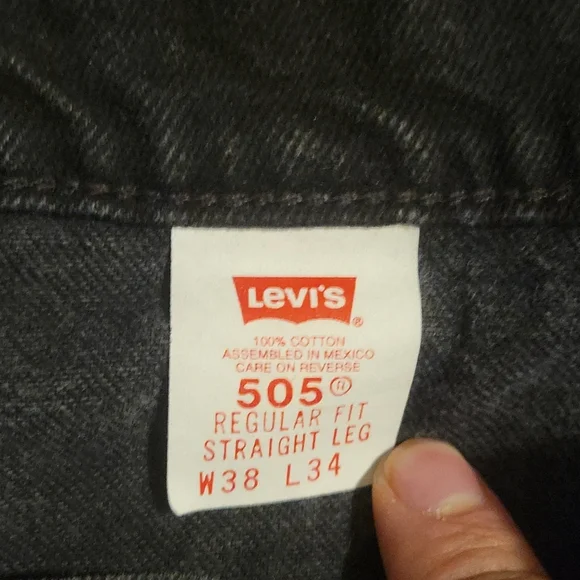 Levi's®
100% COTTON
ASSEMBLED IN MEXICO
CARE ON REVERSE
505
REGULAR FIT
STRAIGHT LEG
W38 L34